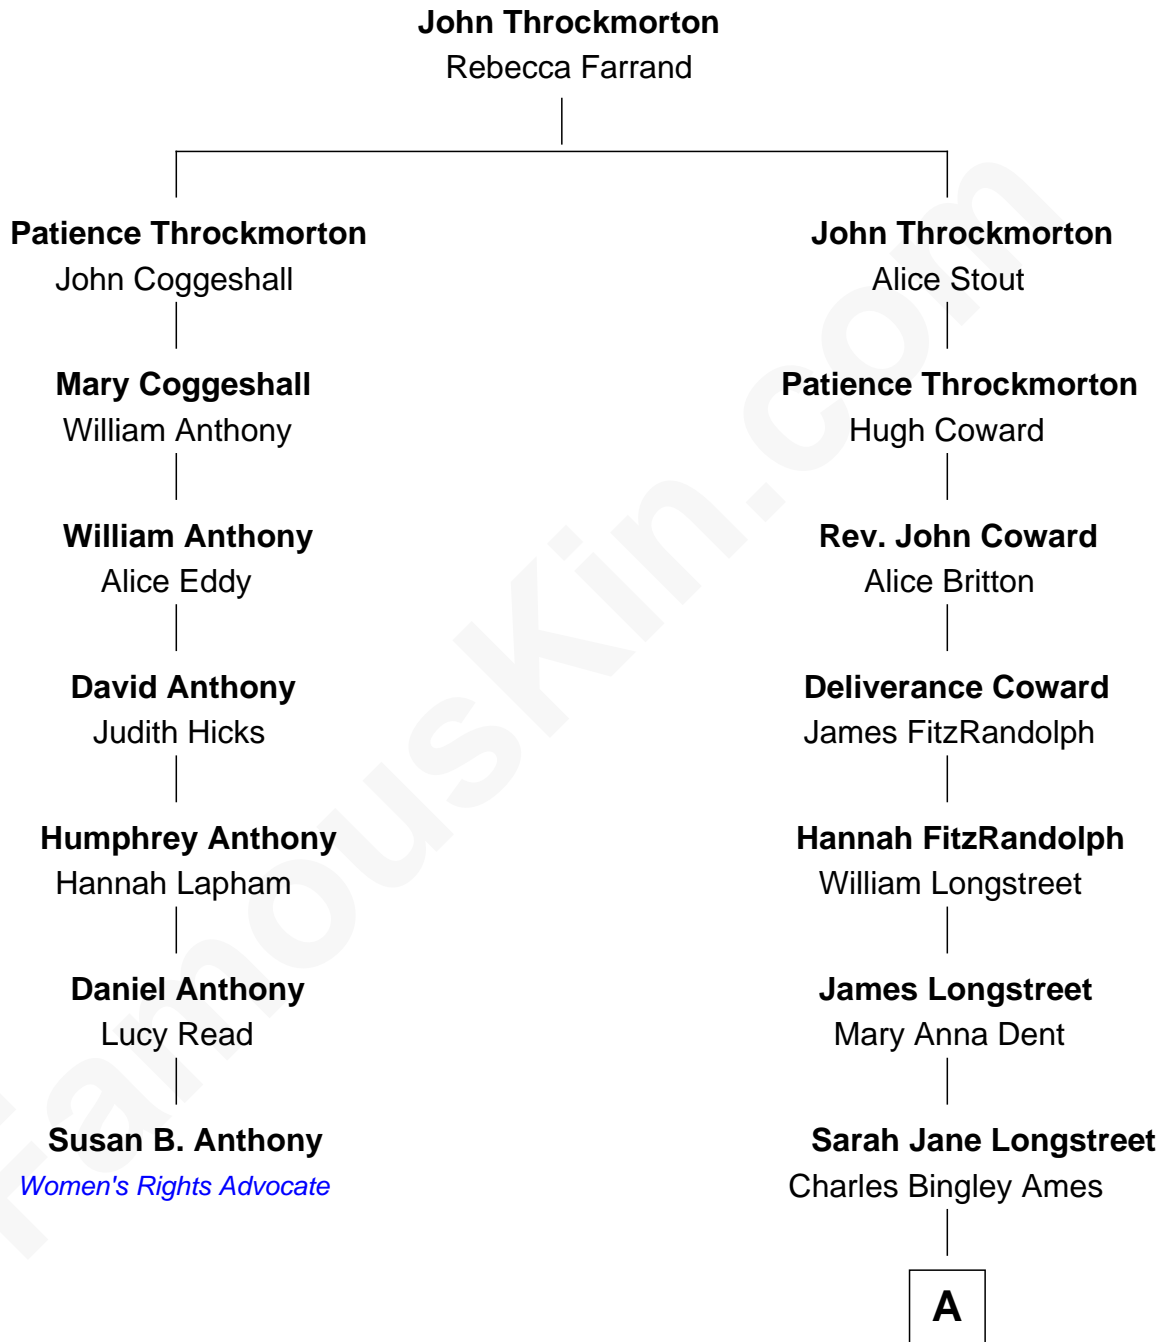 John Throckmorton
Rebecca Farrand
Patience Throckmorton
John Coggeshall
John Throckmorton
Alice Stout
Mary Coggeshall
William Anthony
Patience Throckmorton
Hugh Coward
William Anthony
Alice Eddy
Rev. John Coward
Alice Britton
David Anthony
Judith Hicks
Deliverance Coward
James FitzRandolph
Humphrey Anthony
Hannah Lapham
Hannah FitzRandolph
William Longstreet
Daniel Anthony
Lucy Read
James Longstreet
Mary Anna Dent
Susan B. Anthony
Women's Rights Advocate
Sarah Jane Longstreet
Charles Bingley Ames
A
FamousKin.com